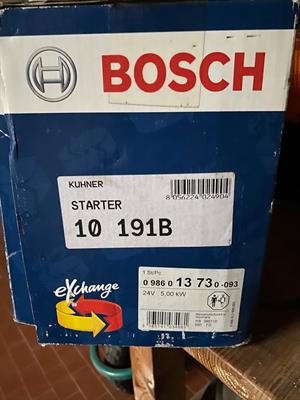 BOSCH
KUHNER
8056224024904
STARTER
10 191B
eXchange
1 St/Pc.
0 986 0 13 73 0 -093
24V 5,00 kW